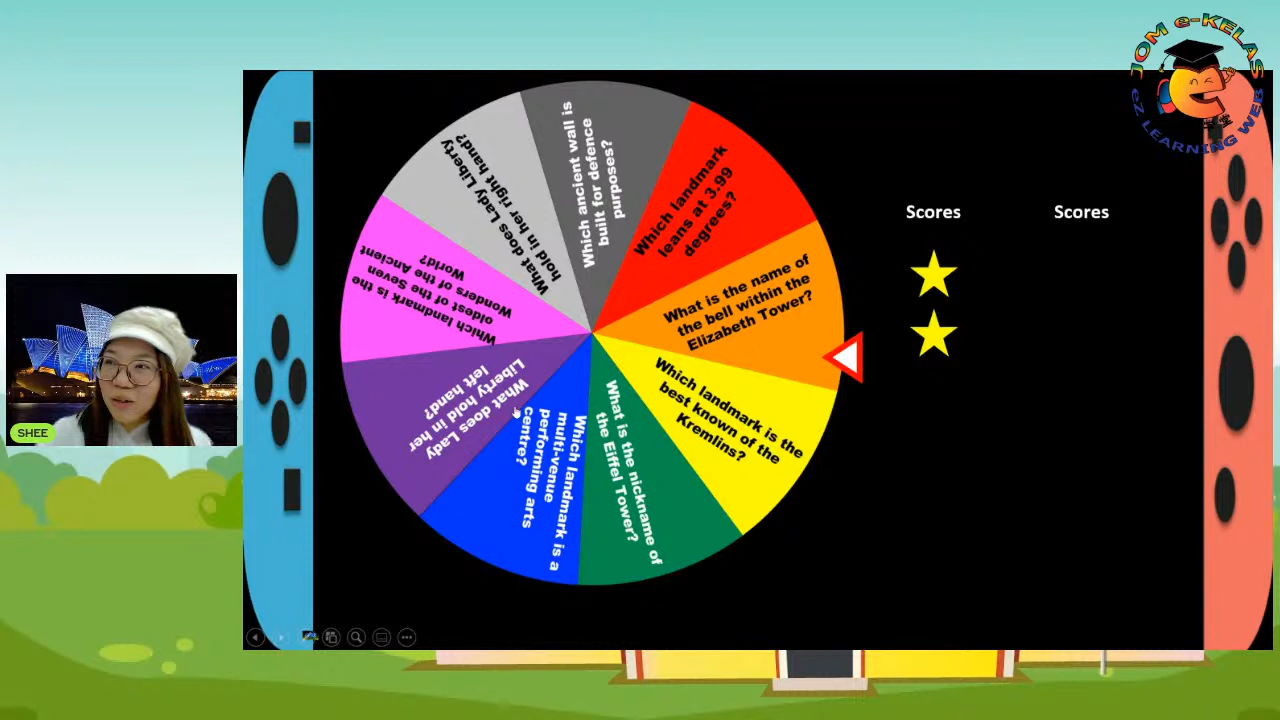 JOM e-KELAS
eZ LEARNING WEB
Which ancient wall is
built for defence
purposes?
Which landmark
leans at 3.99
degrees?
What is the name of
the bell within the
Elizabeth Tower?
Which landmark is the
best known of the
Kremlins?
What is the nickname of
the Eiffel Tower?
Which landmark is a
multi-venue
performing arts
centre?
What does Lady
Liberty hold in her
left hand?
Which landmark is the
oldest of the Seven
Wonders of the Ancient
World?
What does Lady Liberty
hold in her right hand?
Scores
Scores
SHEE